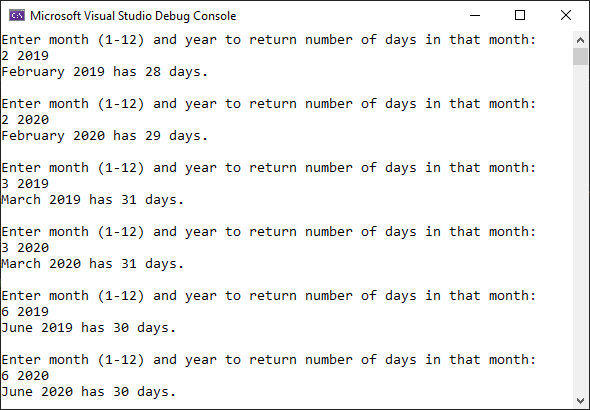 Microsoft Visual Studio Debug Console
Enter month (1-12) and year to return number of days in that month:
2 2019
February 2019 has 28 days.
Enter month (1-12) and year to return number of days in that month:
2 2020
February 2020 has 29 days.
Enter month (1-12) and year to return number of days in that month:
3 2019
March 2019 has 31 days.
Enter month (1-12) and year to return number of days in that month:
3 2020
March 2020 has 31 days.
Enter month (1-12) and year to return number of days in that month:
6 2019
June 2019 has 30 days.
Enter month (1-12) and year to return number of days in that month:
6 2020
June 2020 has 30 days.